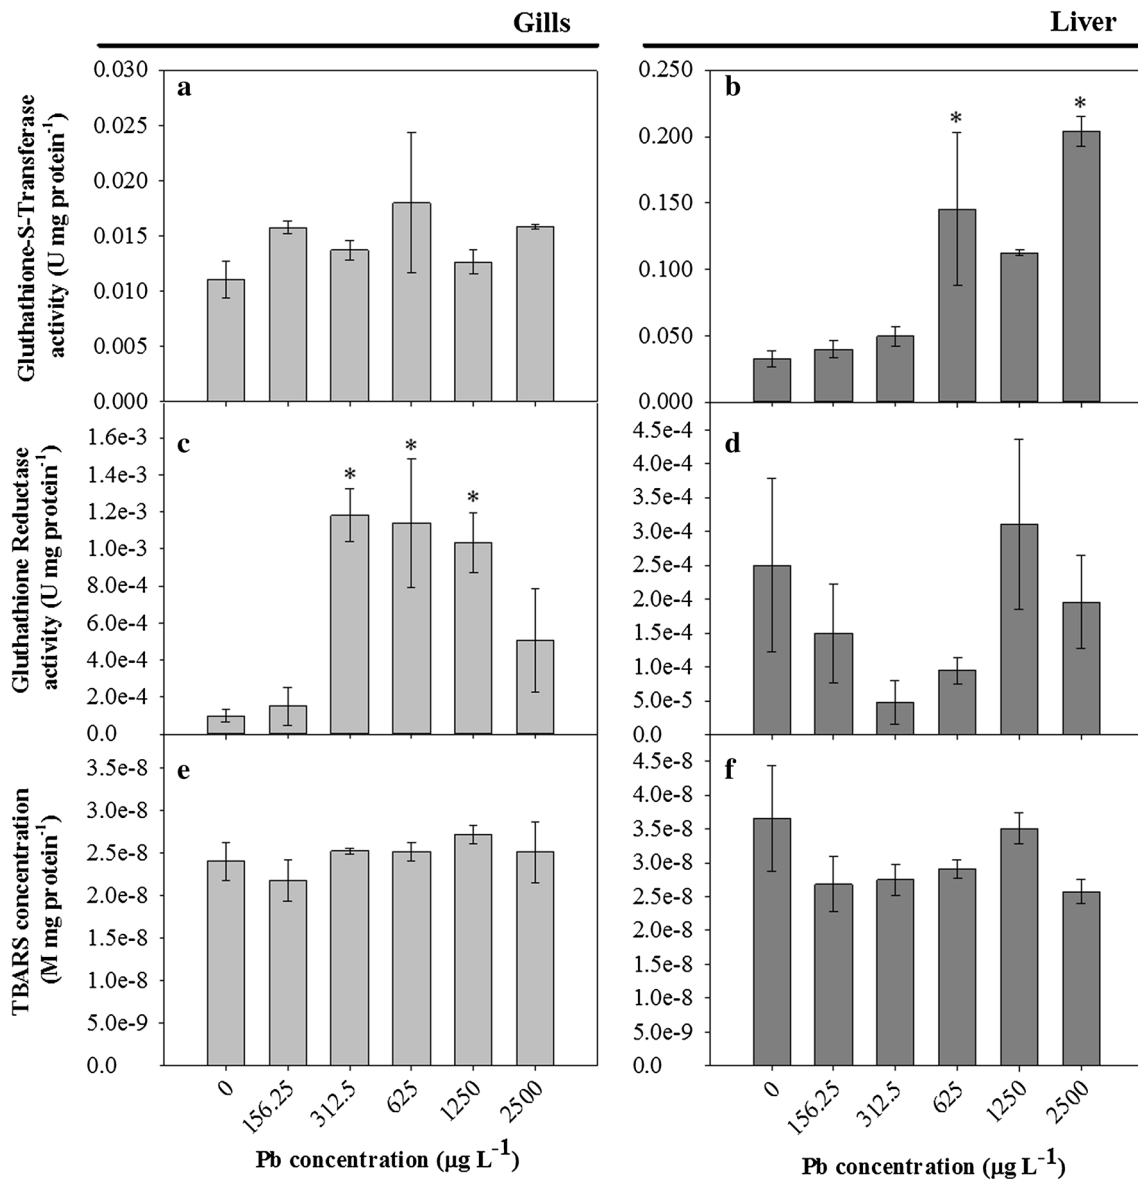 Gills
Liver
Gluthathione-S-Transferase
activity (U mg protein-1)
a
0.030
0.025
0.020
0.015
0.010
0.005
0.000
b
* *
0.250
0.200
0.150
0.100
0.050
0.000
Gluthathione Reductase
activity (U mg protein-1)
c
* * *
1.6e-3
1.4e-3
1.2e-3
1.0e-3
8.0e-4
6.0e-4
4.0e-4
2.0e-4
0.0
d
4.5e-4
4.0e-4
3.5e-4
3.0e-4
2.5e-4
2.0e-4
1.5e-4
1.0e-4
5.0e-5
0.0
TBARS concentration
(M mg protein-1)
e
3.5e-8
3.0e-8
2.5e-8
2.0e-8
1.5e-8
1.0e-8
5.0e-9
0.0
f
4.5e-8
4.0e-8
3.5e-8
3.0e-8
2.5e-8
2.0e-8
1.5e-8
1.0e-8
5.0e-9
0.0
0 156.25 312.5 625 1250 2500
Pb concentration (µg L-1)
0 156.25 312.5 625 1250 2500
Pb concentration (µg L-1)